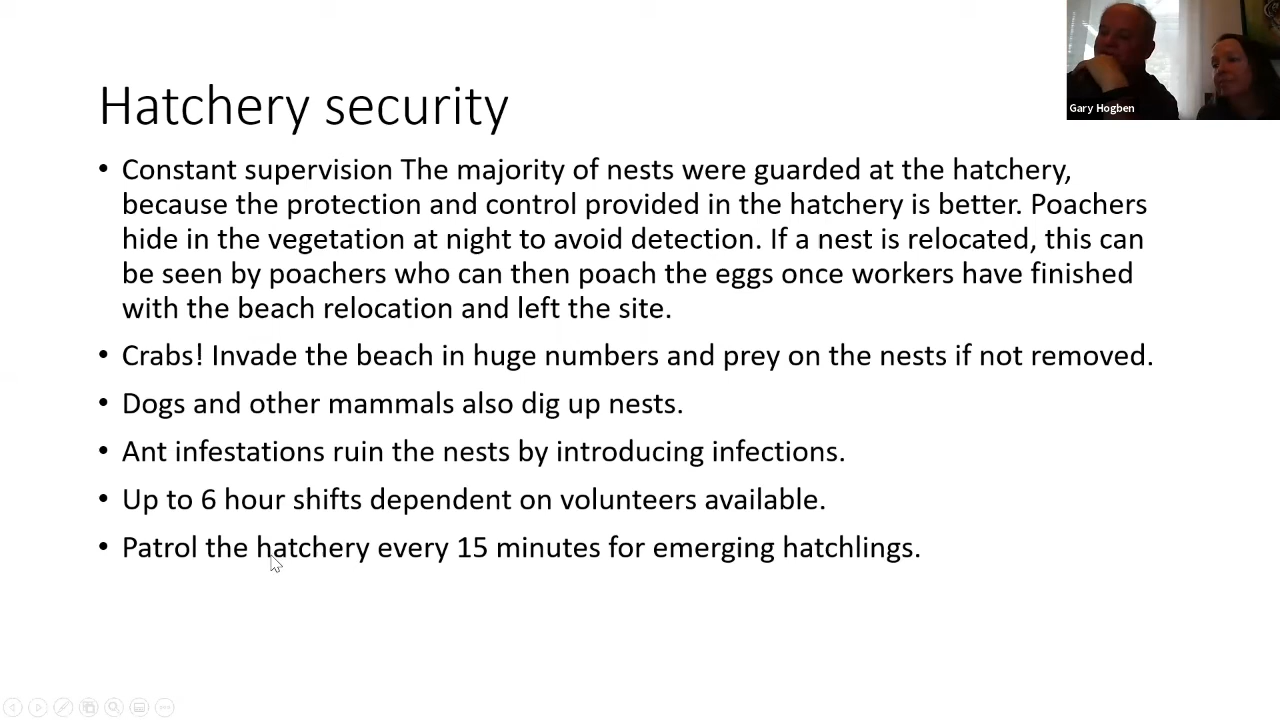 Gary Hogben
Hatchery security
• Constant supervision The majority of nests were guarded at the hatchery,
because the protection and control provided in the hatchery is better. Poachers
hide in the vegetation at night to avoid detection. If a nest is relocated, this can
be seen by poachers who can then poach the eggs once workers have finished
with the beach relocation and left the site.
• Crabs! Invade the beach in huge numbers and prey on the nests if not removed.
• Dogs and other mammals also dig up nests.
• Ant infestations ruin the nests by introducing infections.
• Up to 6 hour shifts dependent on volunteers available.
• Patrol the hatchery every 15 minutes for emerging hatchlings.